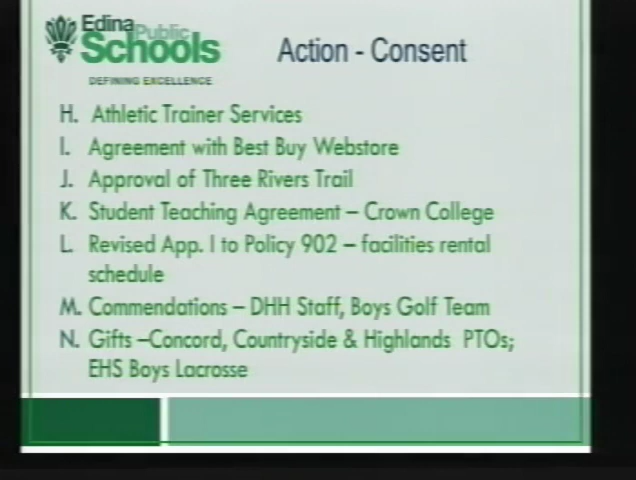 Edina Public
Schools
DEFINING EXCELLENCE
Action - Consent
H. Athletic Trainer Services
I. Agreement with Best Buy Webstore
J. Approval of Three Rivers Trail
K. Student Teaching Agreement – Crown College
L. Revised App. I to Policy 902 – facilities rental
schedule
M. Commendations – DHH Staff, Boys Golf Team
N. Gifts –Concord, Countryside & Highlands PTOs;
EHS Boys Lacrosse